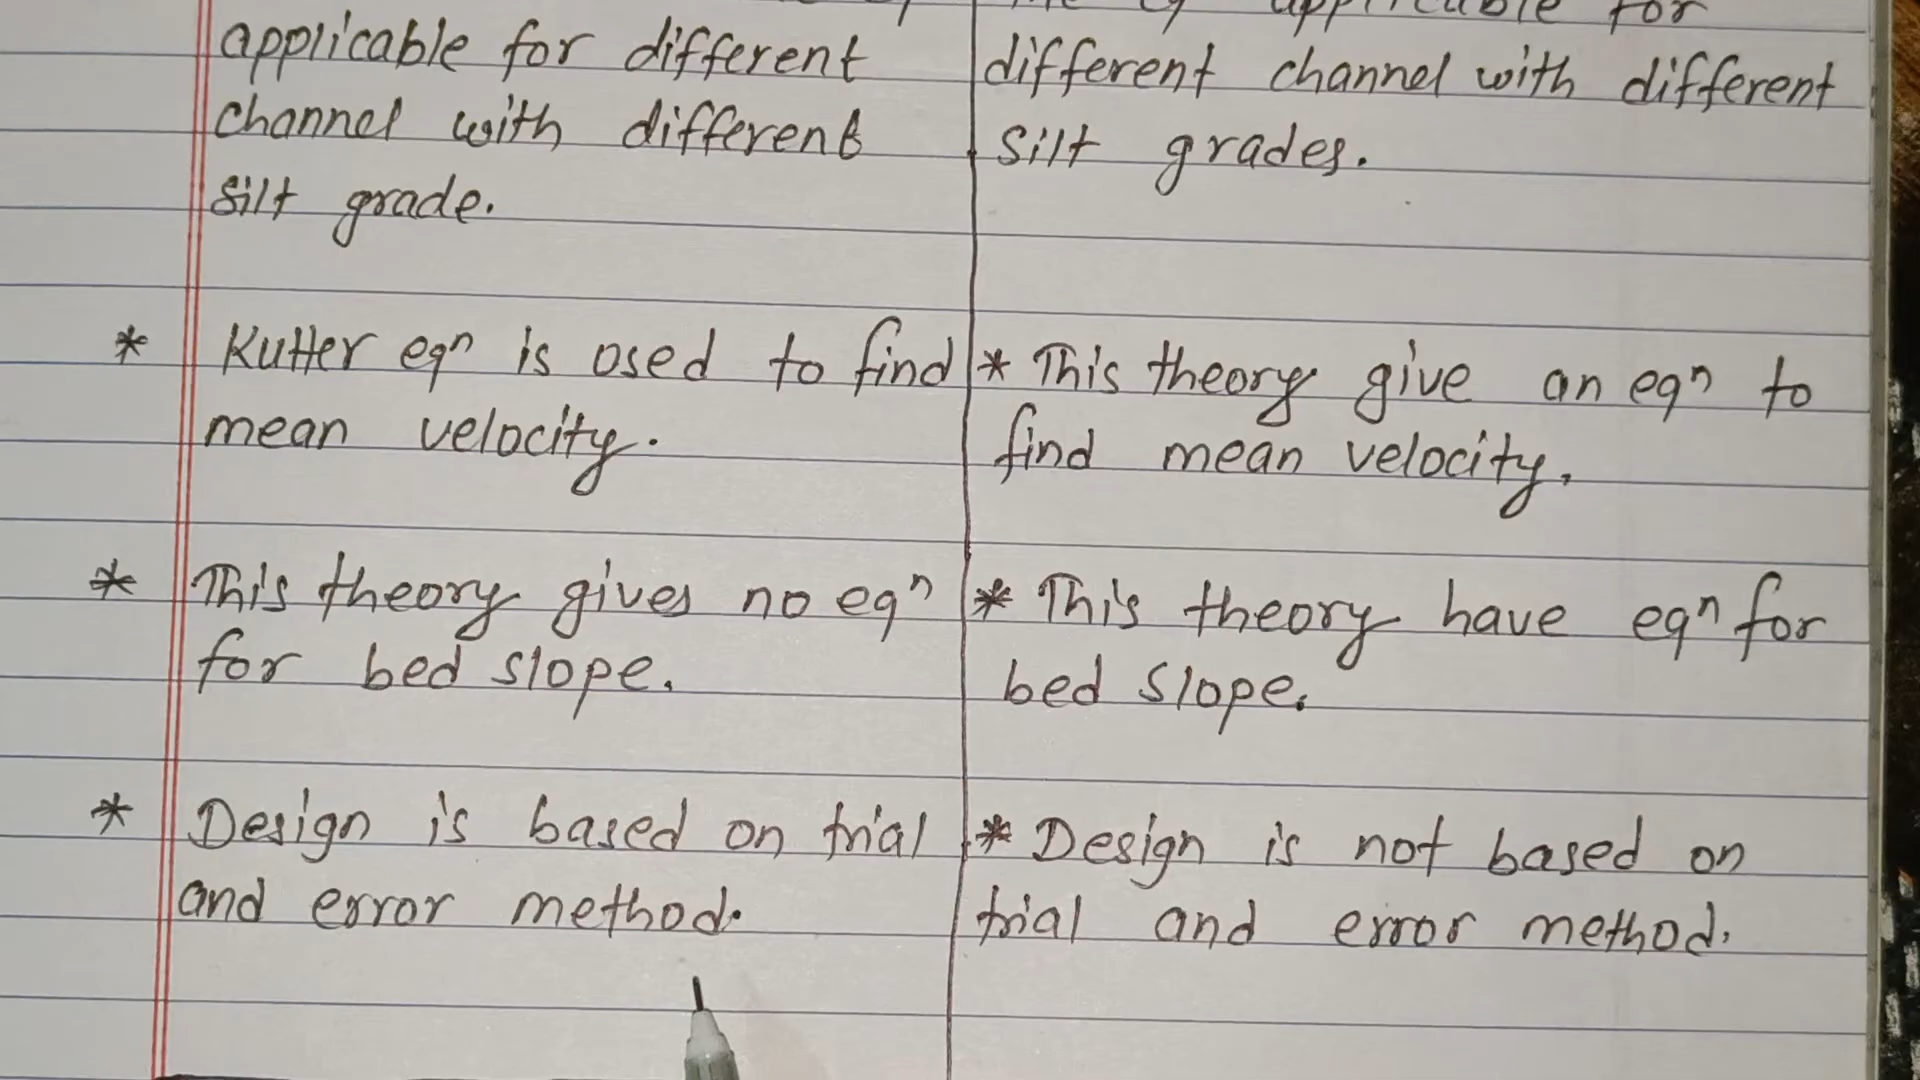 applicable for
applicable for different
channel with different
silt grade.
different channel with different
silt grades.
* Kutter eqn is used to find
mean velocity.
* This theory give an eqn to
find mean velocity.
* This theory gives no eqn
for bed slope.
* This theory have eqn for
bed slope.
* Design is based on trial
and error method.
* Design is not based on
trial and error method.